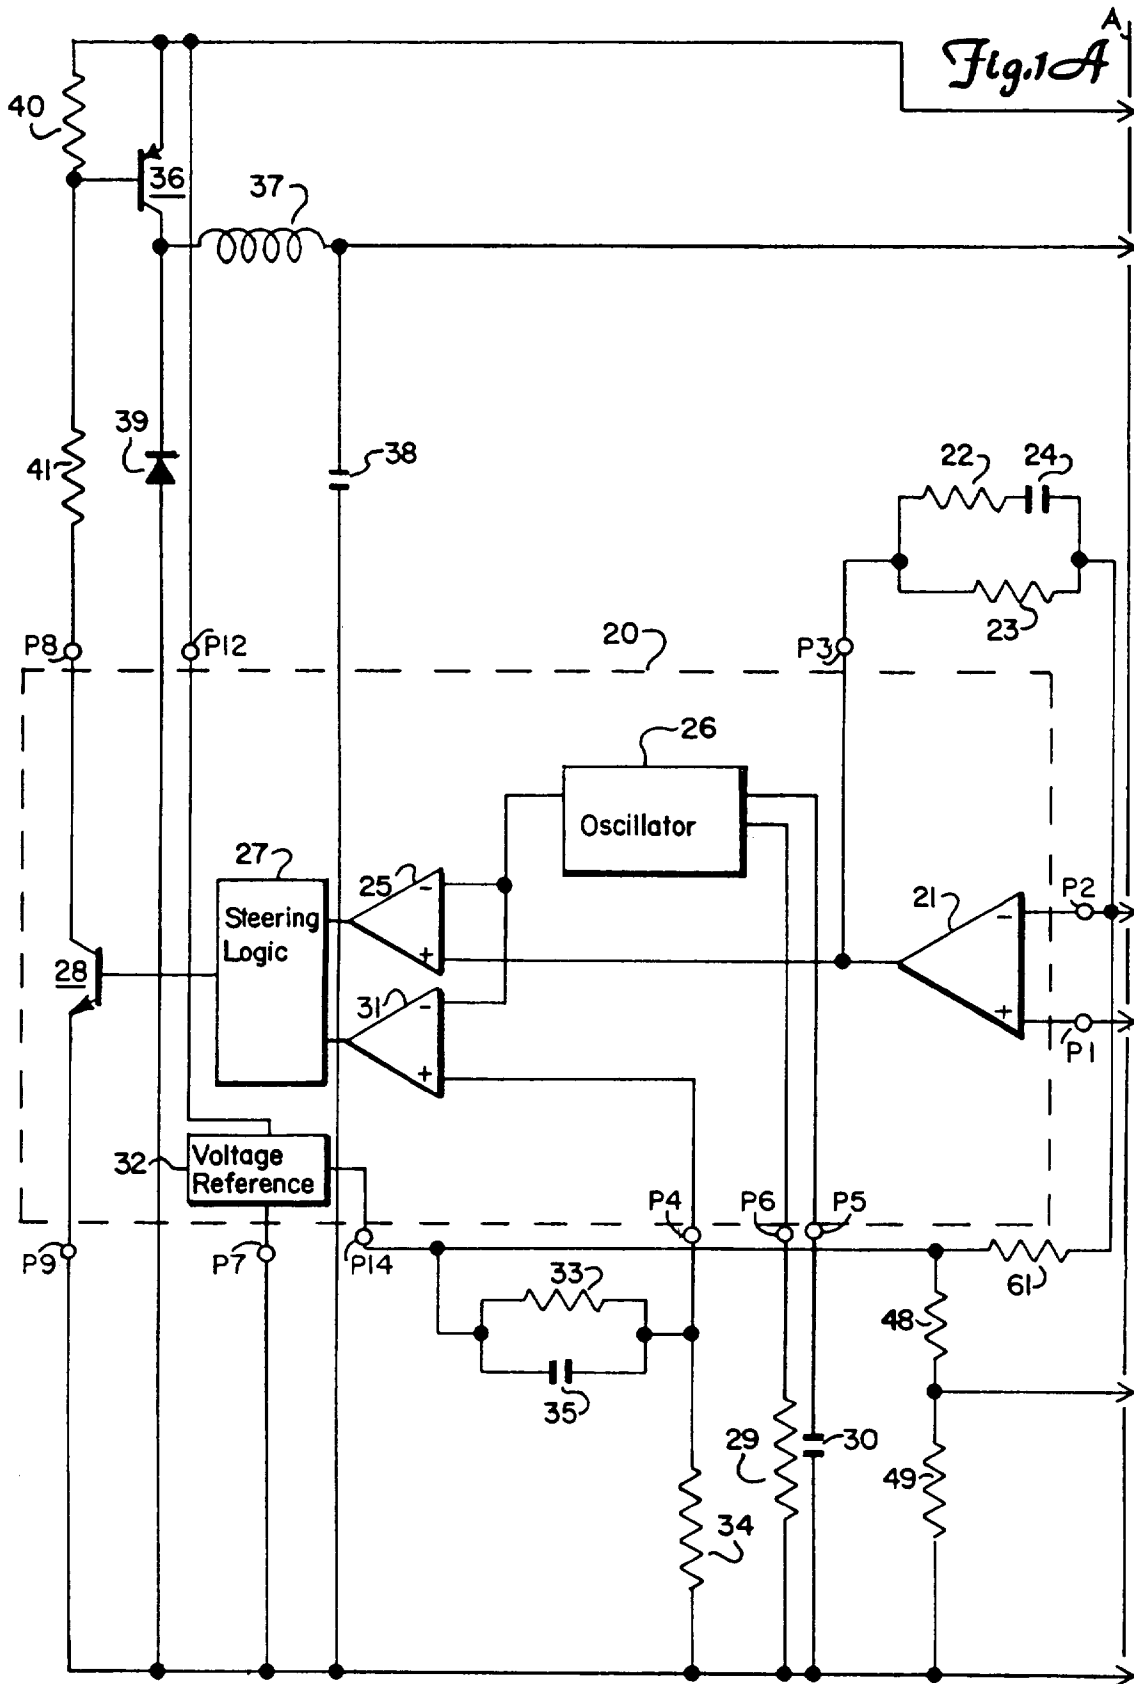 A
Fig.1A
40
36
37
39
41
38
22
24
23
P8
P12
20
P3
26
Oscillator
27
25
-
+
Steering
Logic
21
-
+
P2
28
31
-
+
P1
32
Voltage
Reference
P4
P6
P5
P9
P7
P14
33
61
48
35
29
30
49
34